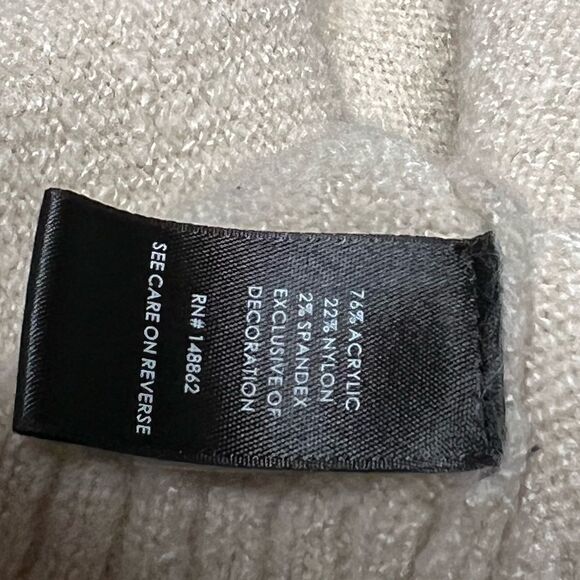 76% ACRYLIC
22% NYLON
2% SPANDEX
EXCLUSIVE OF
DECORATION
RN# 148862
SEE CARE ON REVERSE